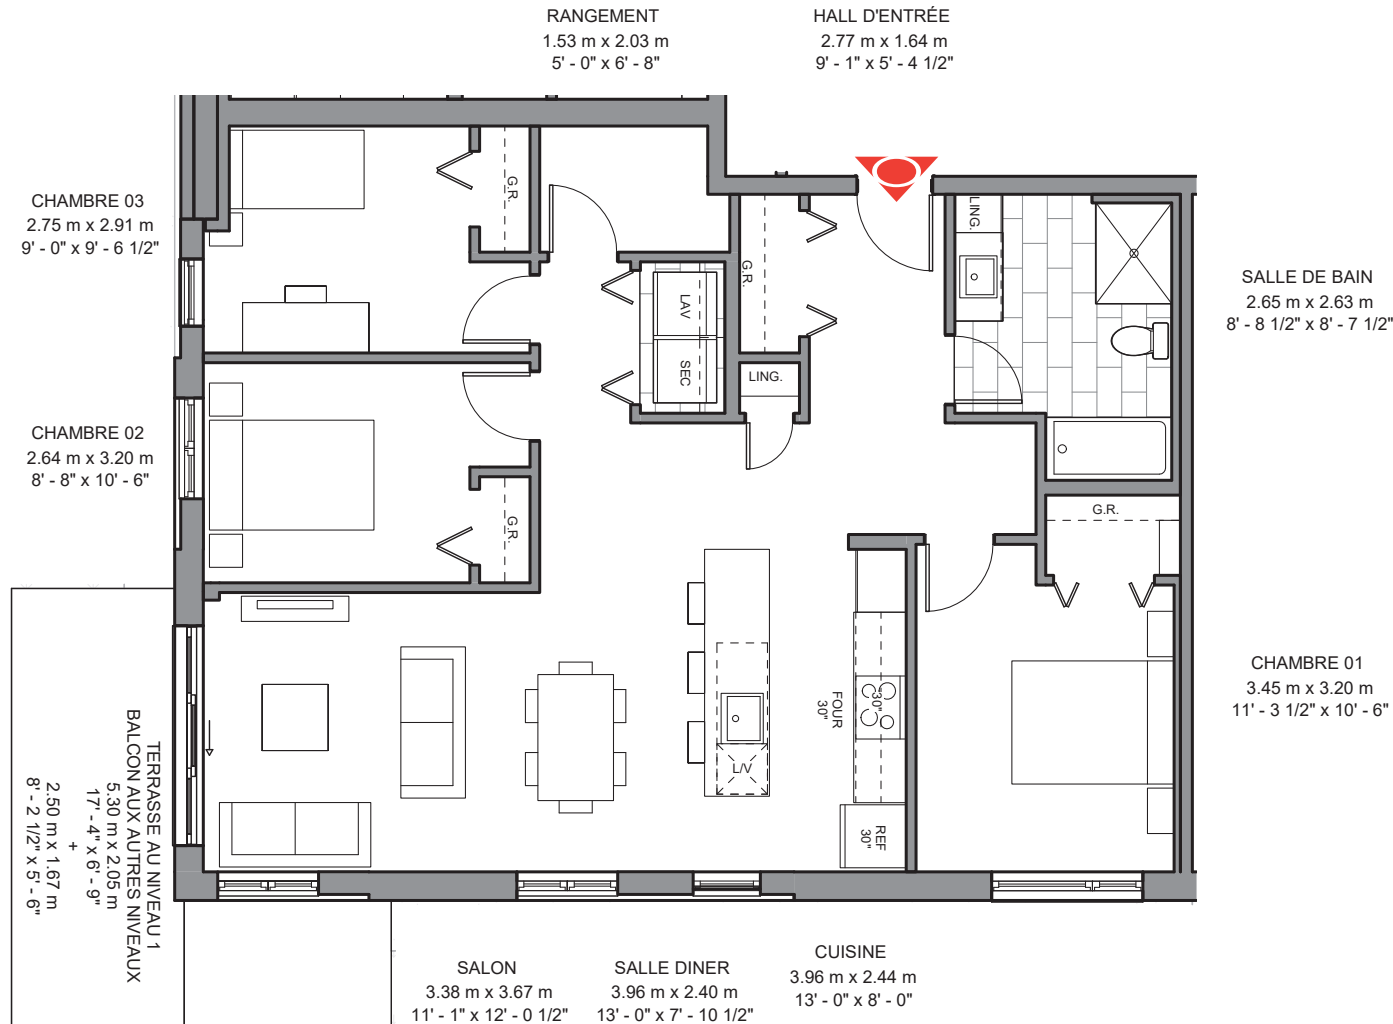 RANGEMENT
1.53 m x 2.03 m
5' - 0" x 6' - 8"
HALL D'ENTRÉE
2.77 m x 1.64 m
9' - 1" x 5' - 4 1/2"
CHAMBRE 03
2.75 m x 2.91 m
9' - 0" x 9' - 6 1/2"
G.R.
G.R.
LING.
LAV
SEC
LING.
SALLE DE BAIN
2.65 m x 2.63 m
8' - 8 1/2" x 8' - 7 1/2"
CHAMBRE 02
2.64 m x 3.20 m
8' - 8" x 10' - 6"
G.R.
G.R.
CHAMBRE 01
3.45 m x 3.20 m
11' - 3 1/2" x 10' - 6"
FOUR
30"
30"
L/V
REF
30"
TERRASSE AU NIVEAU 1
BALCON AUX AUTRES NIVEAUX
5.30 m x 2.05 m
17' - 4" x 6' - 9"
+
2.50 m x 1.67 m
8' - 2 1/2" x 5' - 6"
SALON
3.38 m x 3.67 m
11' - 1" x 12' - 0 1/2"
SALLE DINER
3.96 m x 2.40 m
13' - 0" x 7' - 10 1/2"
CUISINE
3.96 m x 2.44 m
13' - 0" x 8' - 0"